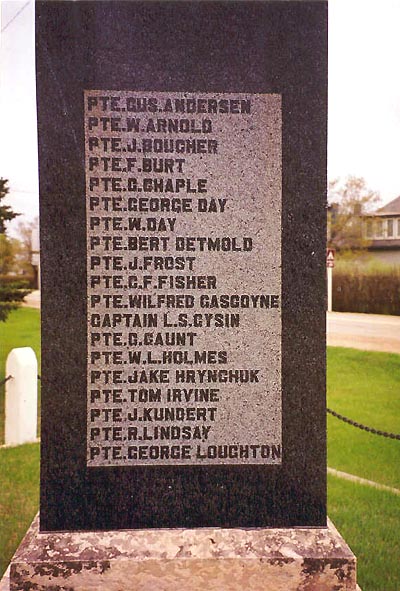 PTE.GUS.ANDERSEN
PTE.W.ARNOLD
PTE.J.BOUCHER
PTE.F.BURT
PTE.G.CHAPLE
PTE.GEORGE DAY
PTE.W.DAY
PTE.BERT DETMOLD
PTE.J.FROST
PTE.C.F.FISHER
PTE.WILFRED GASCOYNE
CAPTAIN L.S.GYSIN
PTE.G.GAUNT
PTE.W.L.HOLMES
PTE.JAKE HRYNCHUK
PTE.TOM IRVINE
PTE.J.KUNDERT
PTE.R.LINDSAY
PTE.GEORGE LOUGHTON